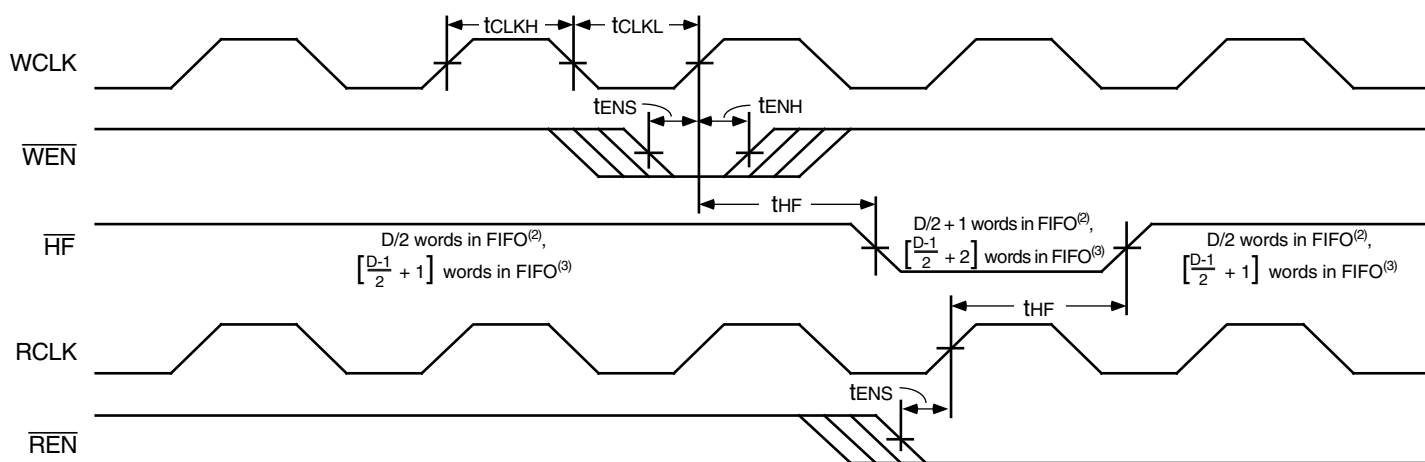 tCLKH tCLKL
WCLK
tENS tENH
WEN
tHF
HF
D/2 words in FIFO(2),
[D-1/2 + 1] words in FIFO(3)
D/2 + 1 words in FIFO(2),
[D-1/2 + 2] words in FIFO(3)
D/2 words in FIFO(2),
[D-1/2 + 1] words in FIFO(3)
tHF
RCLK
tENS
REN